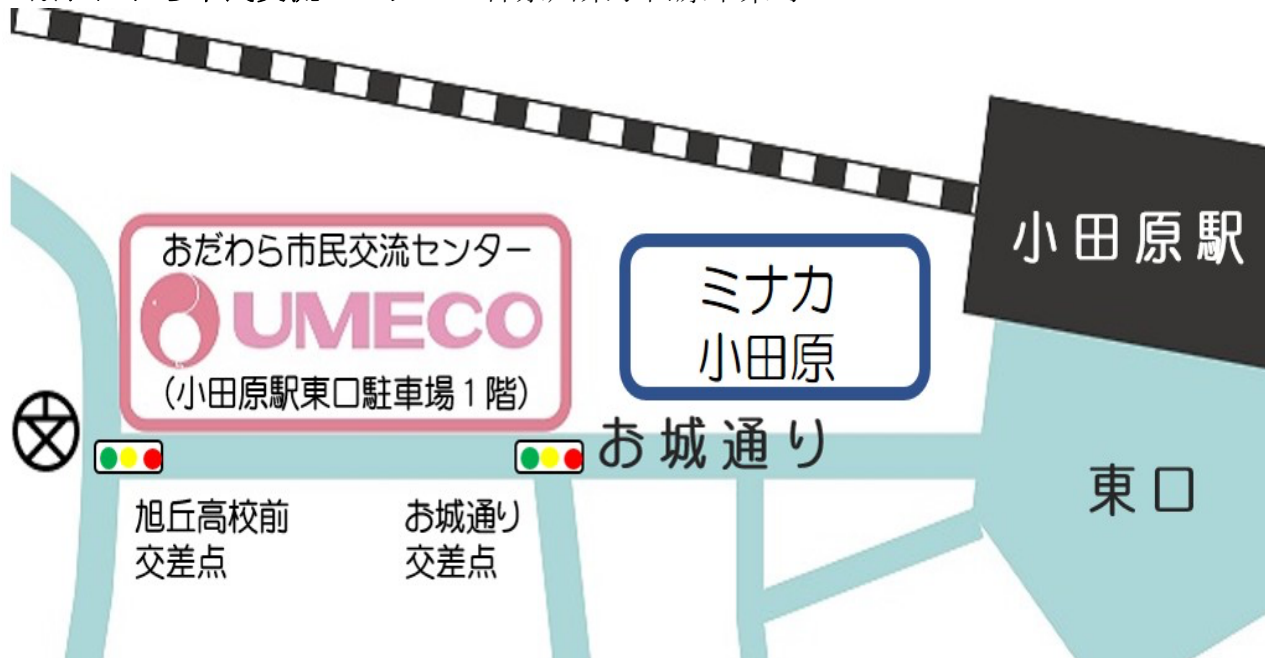 おだわら市民交流センター
UMECO
（小田原駅東口駐車場１階）
ミナカ
小田原
小田原駅
お城通り
東口
旭丘高校前
交差点
お城通り
交差点